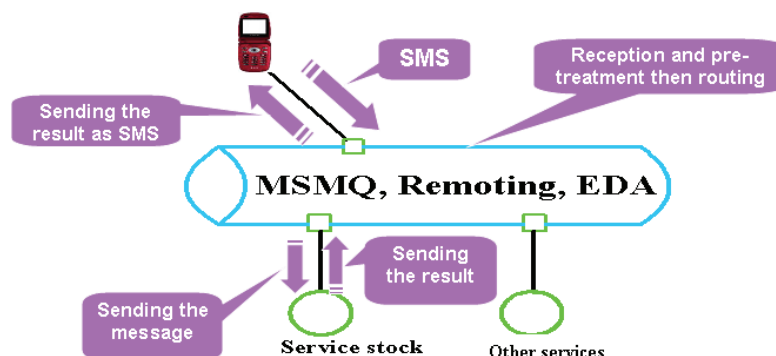 SMS
Reception and pre-
treatment then routing
Sending the
result as SMS
MSMQ, Remoting, EDA
Sending
the result
Sending the
message
Service stock
Other services